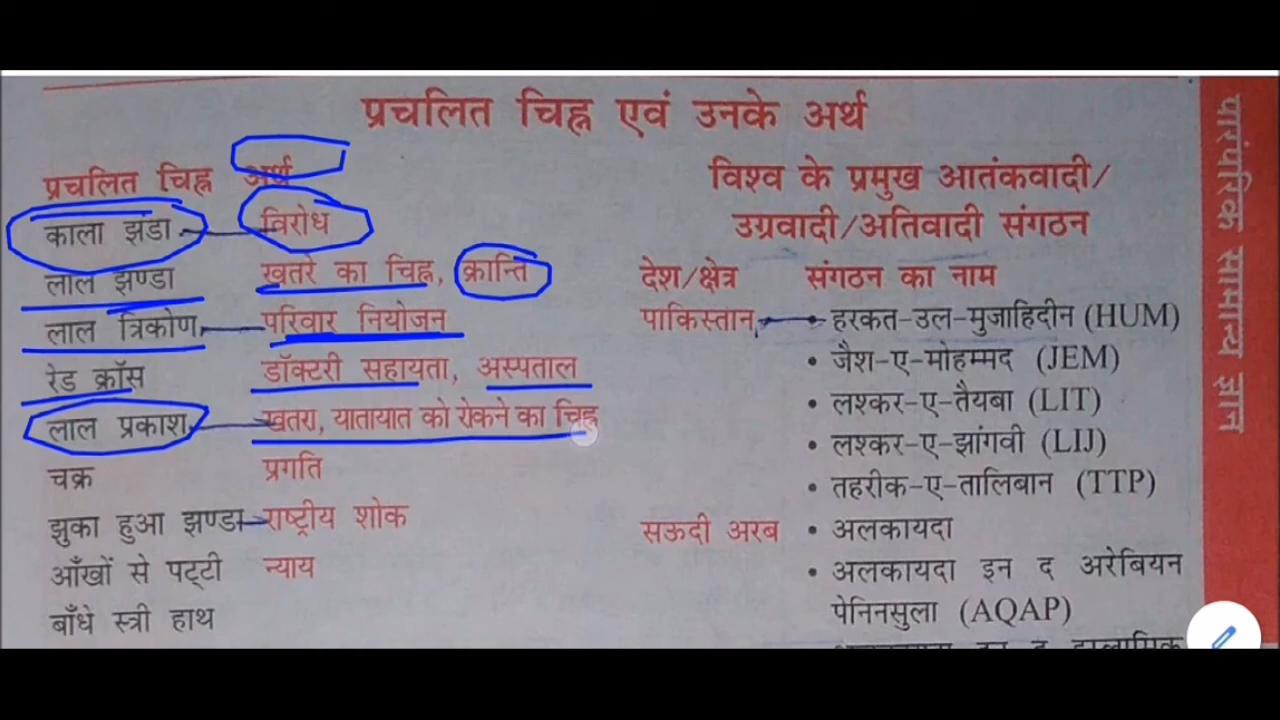 प्रचलित चिह्न एवं उनके अर्थ
प्रचलित चिह्न अर्थ
काला झंडा विरोध
लाल झण्डा खतरे का चिह्न, क्रान्ति
लाल त्रिकोण परिवार नियोजन
रेड क्रॉस डॉक्टरी सहायता, अस्पताल
लाल प्रकाश खतरा, यातायात को रोकने का चिह्न
चक्र प्रगति
झुका हुआ झण्डा राष्ट्रीय शोक
आँखों से पट्टी न्याय
बाँधे स्त्री हाथ
विश्व के प्रमुख आतंकवादी/
उग्रवादी/अतिवादी संगठन
देश/क्षेत्र संगठन का नाम
पाकिस्तान • हरकत-उल-मुजाहिदीन (HUM)
• जैश-ए-मोहम्मद (JEM)
• लश्कर-ए-तैयबा (LIT)
• लश्कर-ए-झांगवी (LIJ)
• तहरीक-ए-तालिबान (TTP)
सऊदी अरब • अलकायदा
• अलकायदा इन द अरेबियन
पेनिनसुला (AQAP)
पारंपरिक सामान्य ज्ञान